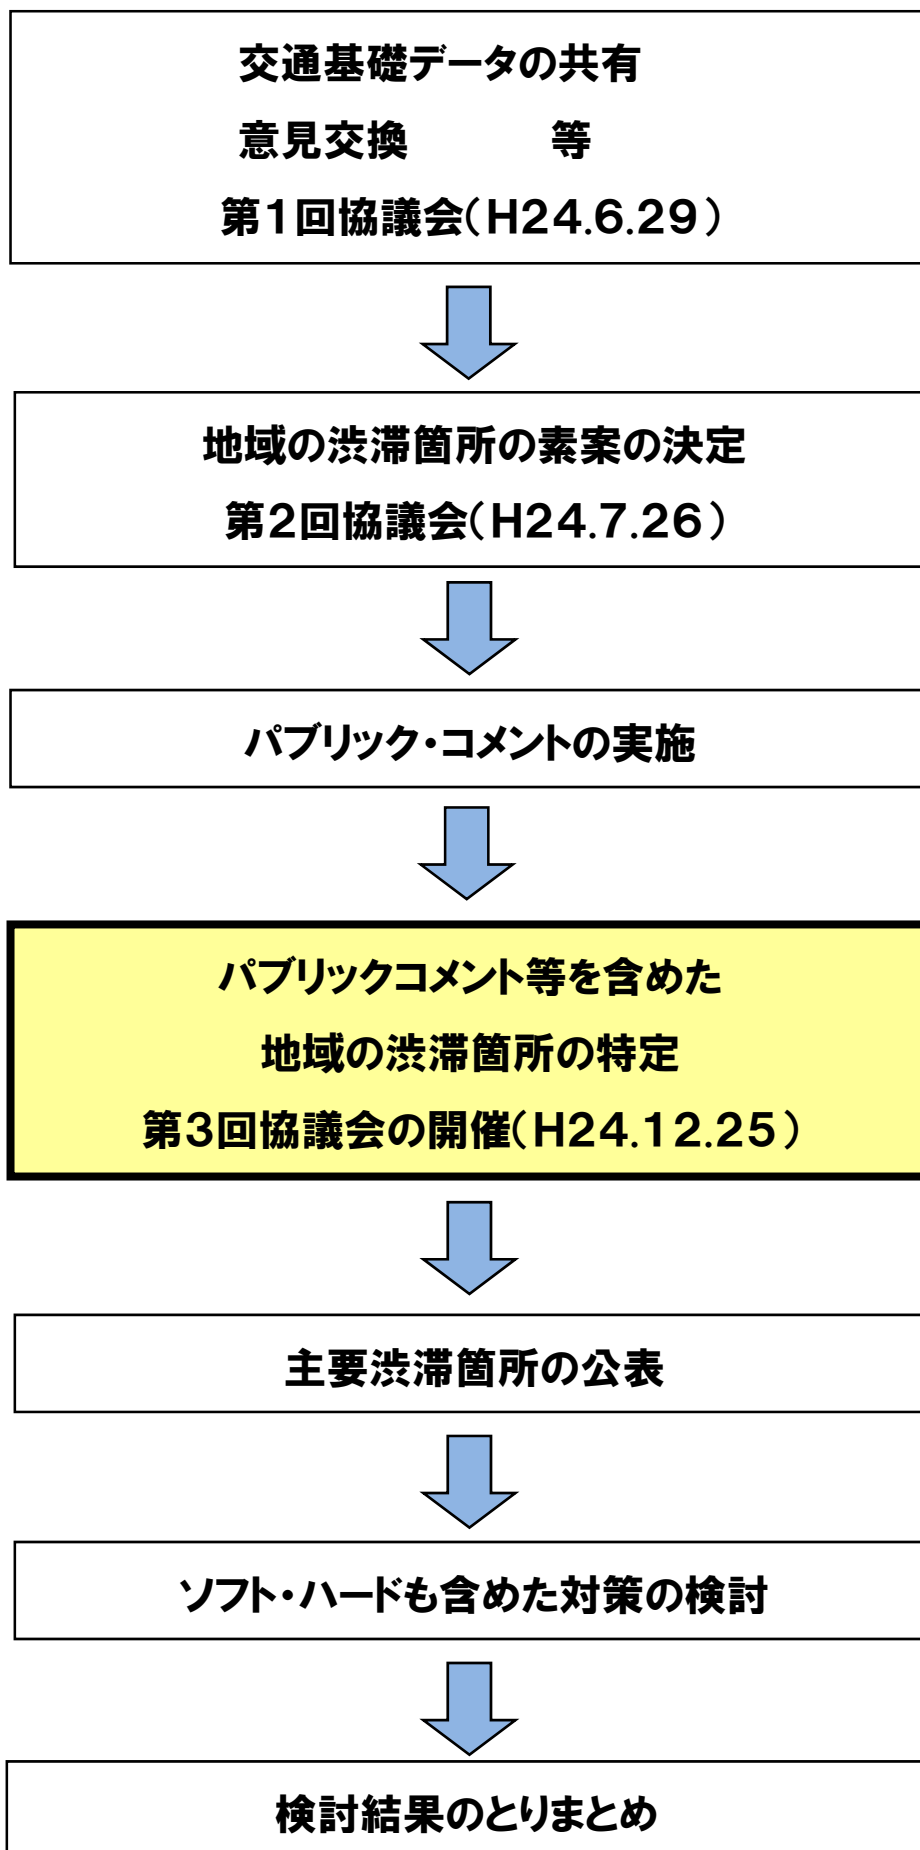 交通基礎データの共有
意見交換　　　等
第1回協議会(H24.6.29)
地域の渋滞箇所の素案の決定
第2回協議会(H24.7.26)
パブリック・コメントの実施
パブリックコメント等を含めた
地域の渋滞箇所の特定
第3回協議会の開催(H24.12.25)
主要渋滞箇所の公表
ソフト・ハードも含めた対策の検討
検討結果のとりまとめ